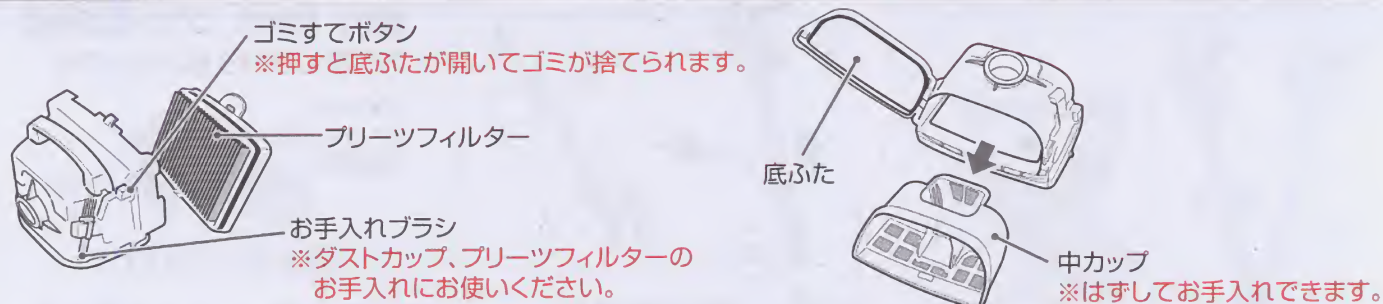 ゴミすてボタン
※押すと底ふたが開いてゴミが捨てられます。
プリーツフィルター
お手入れブラシ
※ダストカップ、プリーツフィルターの
お手入れにお使いください。
底ふた
中カップ
※はずしてお手入れできます。